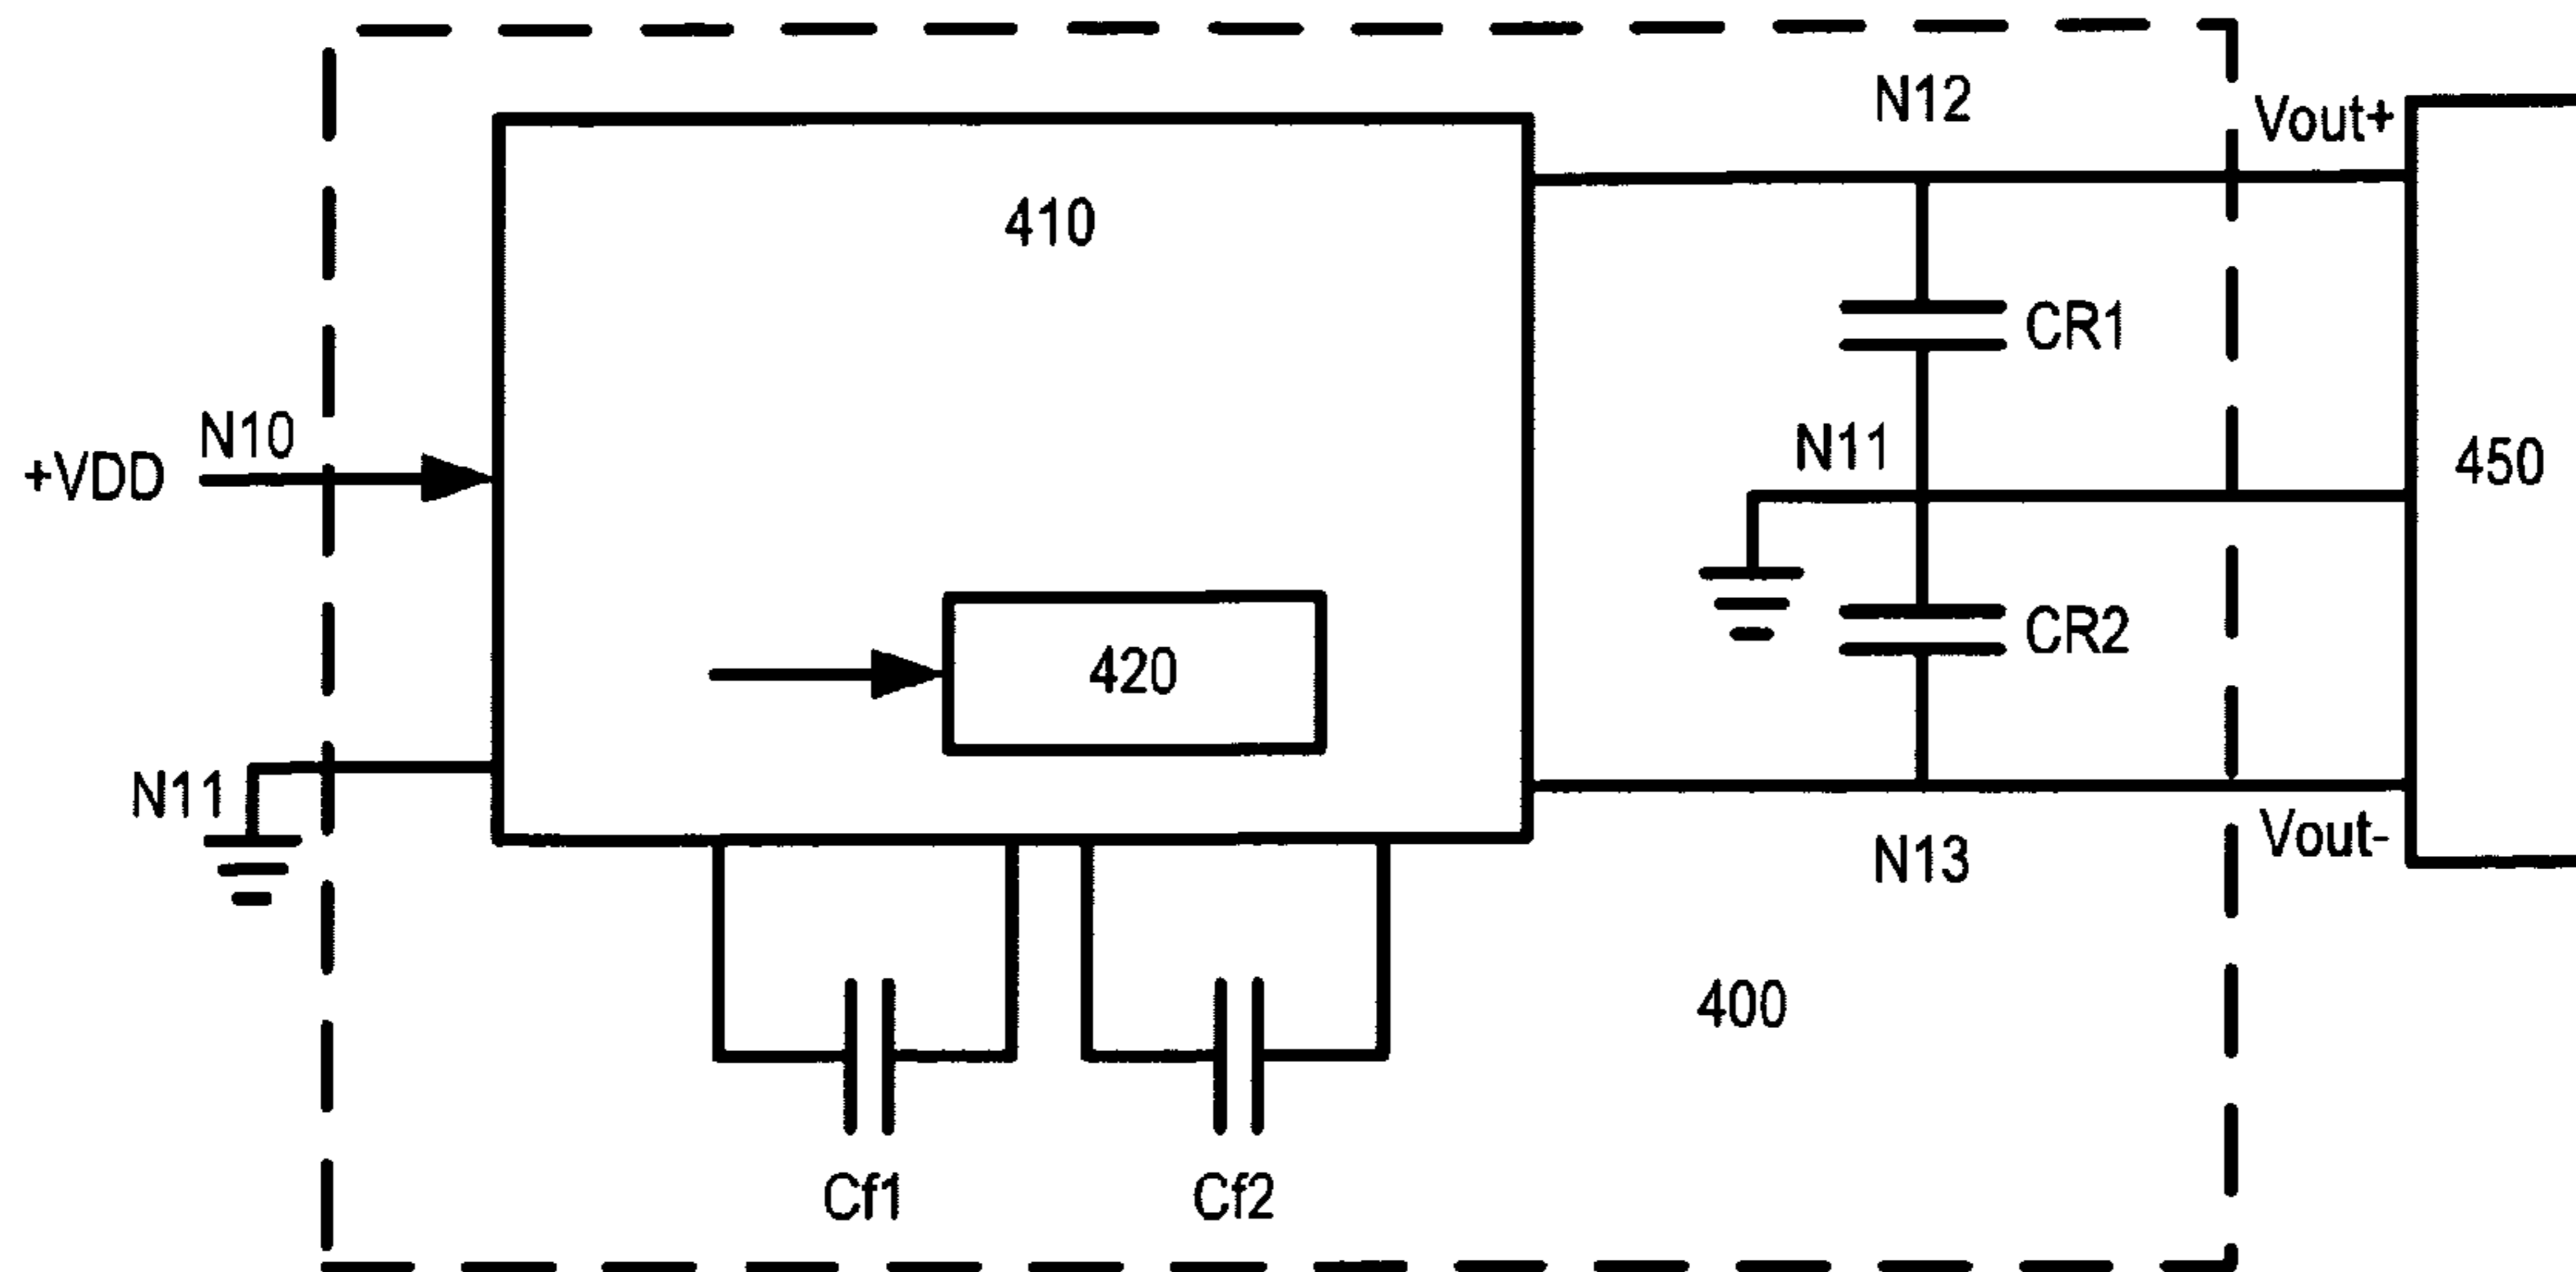 N12
Vout+
410
CR1
N10
+VDD
N11
450
CR2
420
N11
Vout-
N13
400
Cf1
Cf2